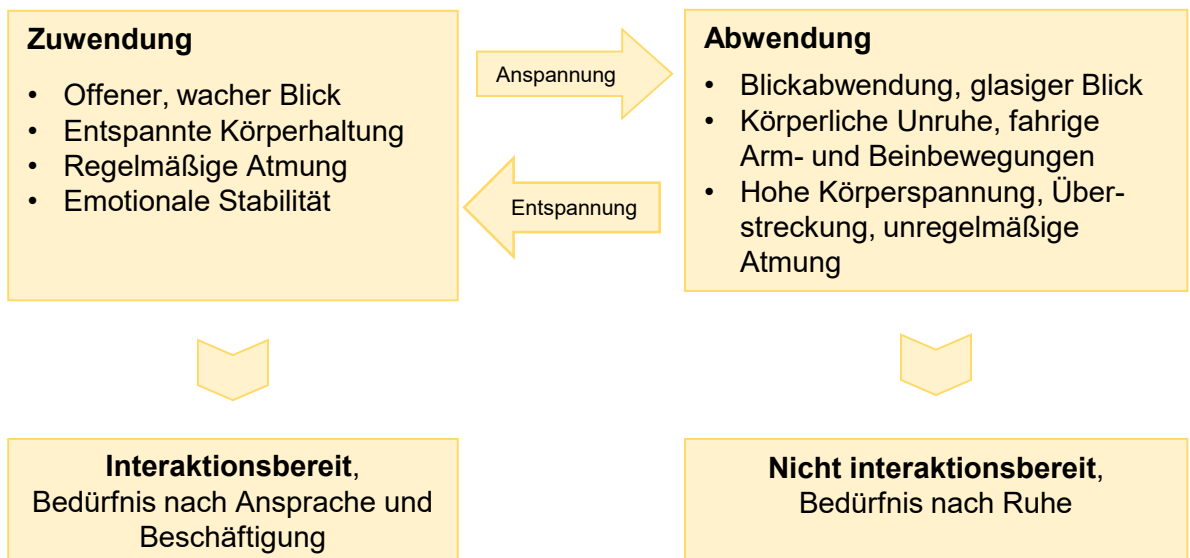 Zuwendung
• Offener, wacher Blick
• Entspannte Körperhaltung
• Regelmäßige Atmung
• Emotionale Stabilität
Anspannung
Entspannung
Abwendung
• Blickabwendung, glasiger Blick
• Körperliche Unruhe, fahrige
Arm- und Beinbewegungen
• Hohe Körperspannung, Über-
streckung, unregelmäßige
Atmung
Interaktionsbereit,
Bedürfnis nach Ansprache und
Beschäftigung
Nicht interaktionsbereit,
Bedürfnis nach Ruhe